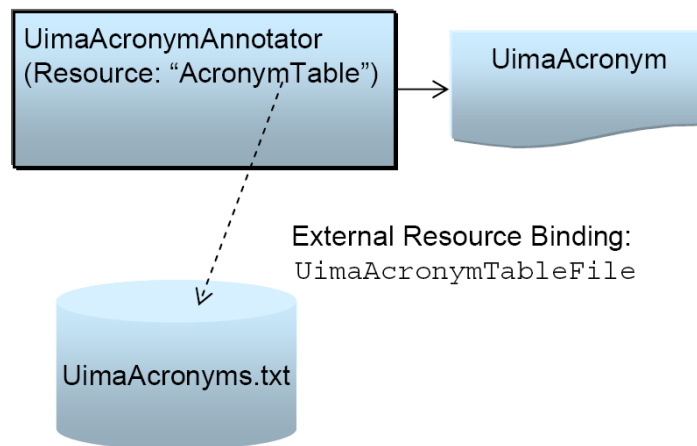 UimaAcronymAnnotator
(Resource: “AcronymTable”)
UimaAcronym
External Resource Binding:
UimaAcronymTableFile
UimaAcronyms.txt